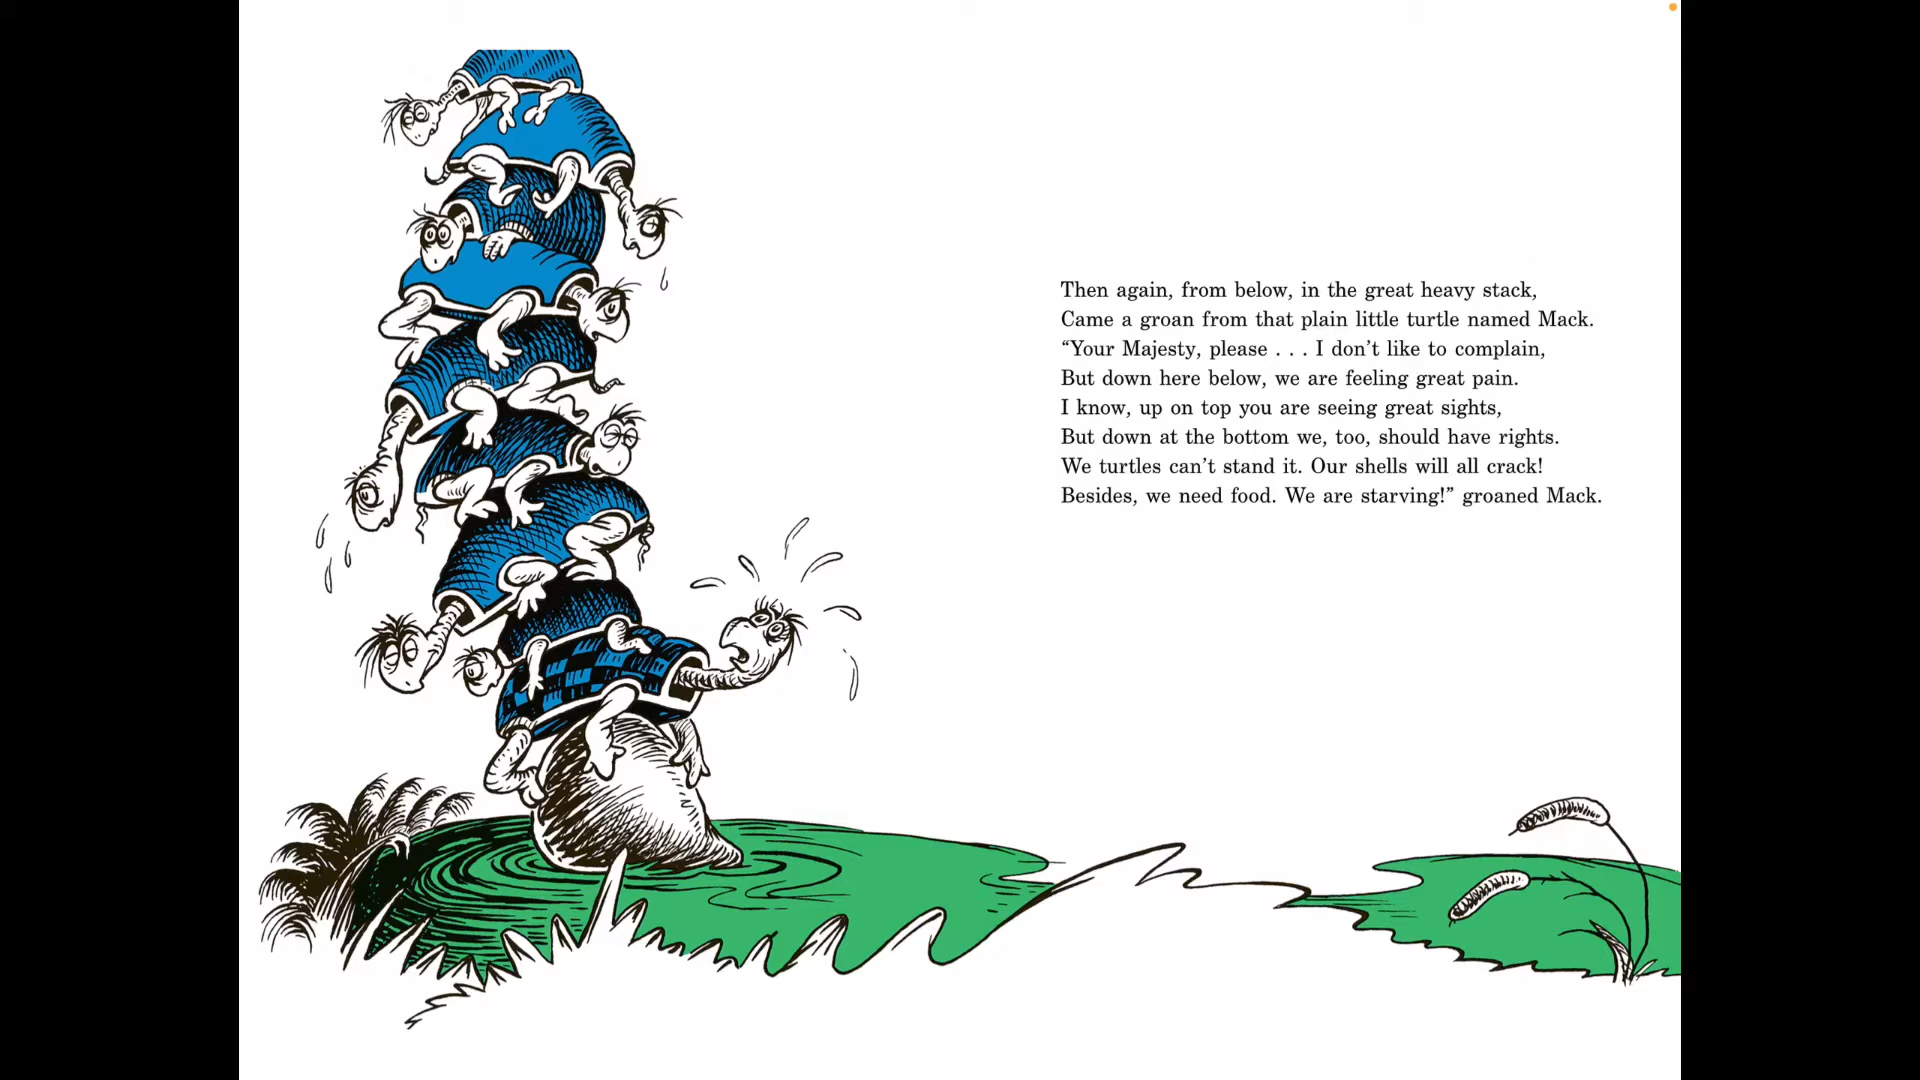 Then again, from below, in the great heavy stack,
Came a groan from that plain little turtle named Mack.
“Your Majesty, please . . . I don’t like to complain,
But down here below, we are feeling great pain.
I know, up on top you are seeing great sights,
But down at the bottom we, too, should have rights.
We turtles can’t stand it. Our shells will all crack!
Besides, we need food. We are starving!” groaned Mack.